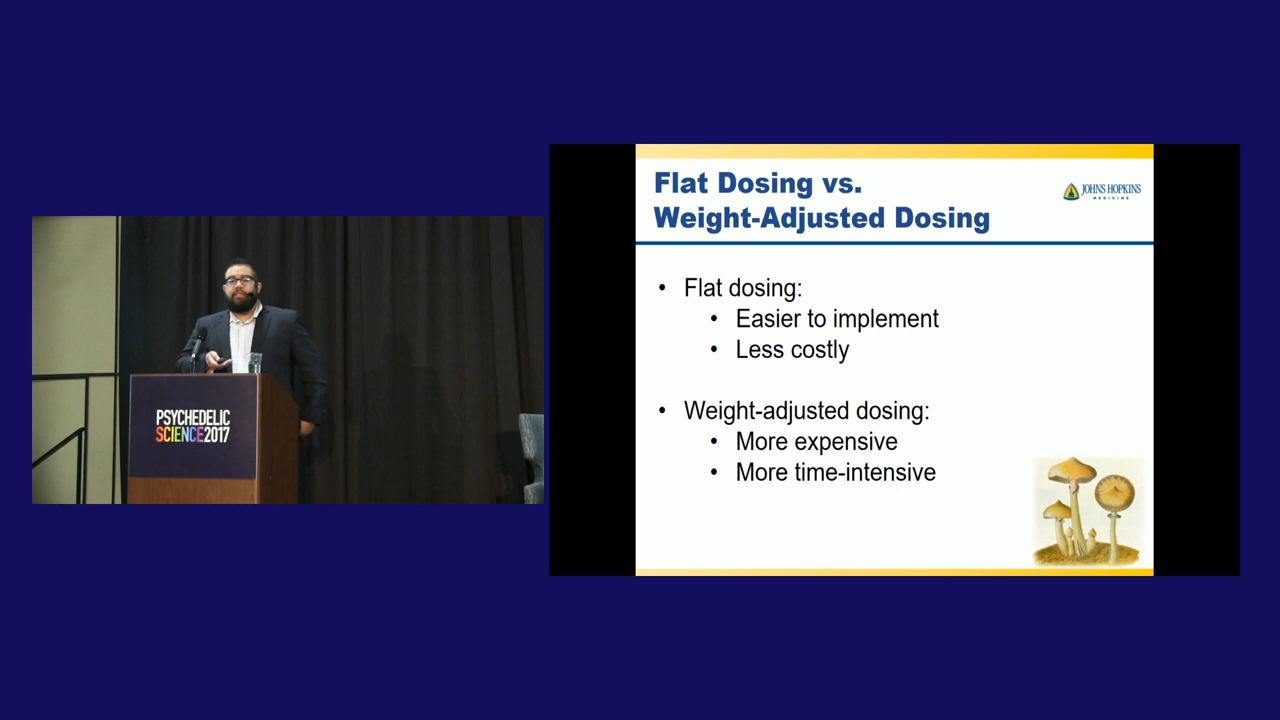 PSYCHEDELIC
SCIENCE2017
Flat Dosing vs.
Weight-Adjusted Dosing
JOHNS HOPKINS
MEDICINE
• Flat dosing:
• Easier to implement
• Less costly
• Weight-adjusted dosing:
• More expensive
• More time-intensive